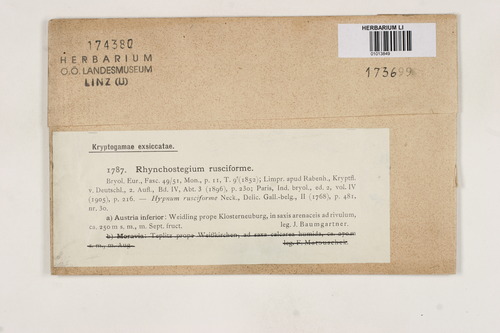 174380
HERBARIUM
O.Ö. LANDESMUSEUM
LINZ (U)
HERBARIUM LI
01013849
Kryptogamae exsiccatae.
1787. Rhynchostegium rusciforme.
Bryol. Eur., Fasc. 49/51, Mon., p. 11, T. 9 (1852); Limpr. apud Rabenh., Kryptfl.
v. Deutschl., 2. Aufl., Bd. IV, Abt. 3 (1896), p. 230; Paris, Ind. bryol., ed. 2, vol. IV
(1905), p. 216. — Hypnum rusciforme Neck., Delic. Gall.-belg., II (1768), p. 481,
nr. 50.
a) Austria inferior: Weidling prope Klosterneuburg, in saxis arenaceis ad rivulum,
ca. 250 m s. m., m. Sept. fruct. leg. J. Baumgartner.
b) Moravia: Teplitz prope Weißkirchen, ad saxa calcarea humida, ca.
s. m., m. Aug. leg. F. Matouschek.